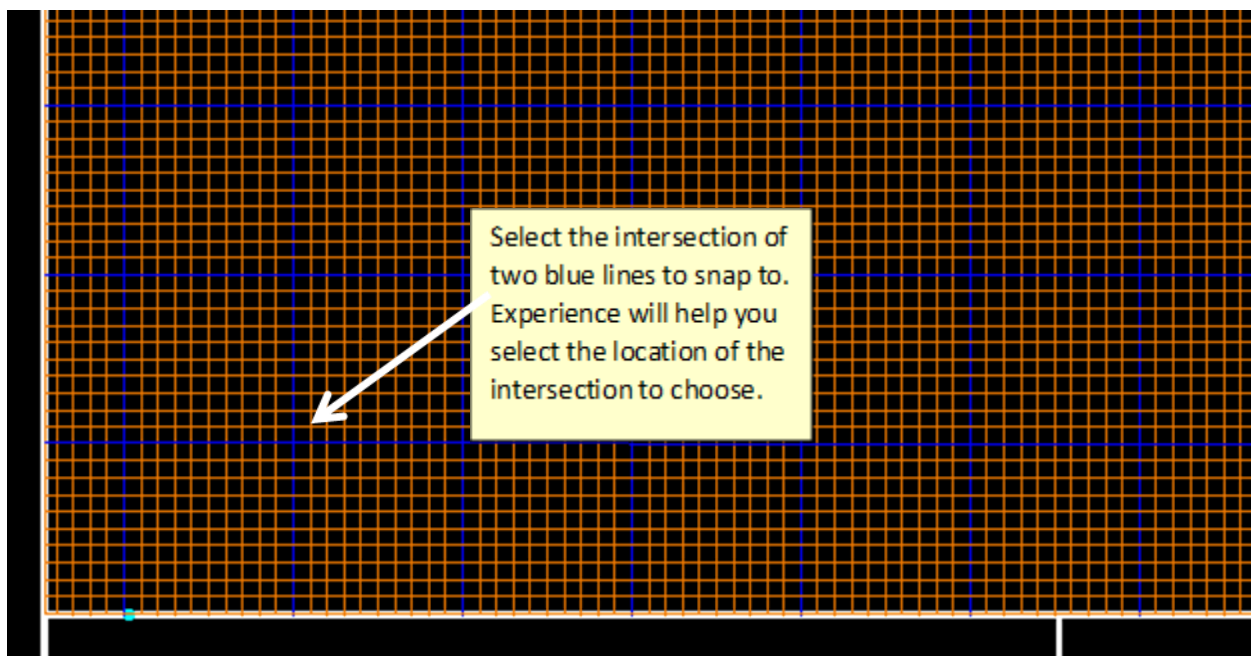 Select the intersection of
two blue lines to snap to.
Experience will help you
select the location of the
intersection to choose.